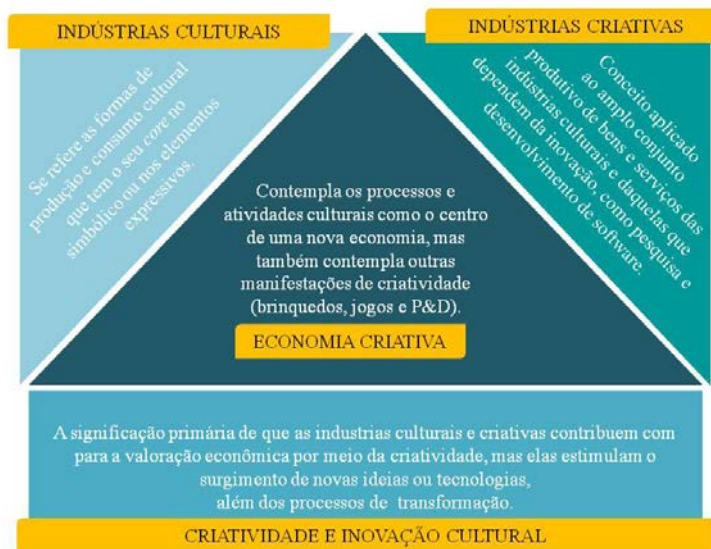 INDÚSTRIAS CULTURAIS
Se refere as formas de
produção e consumo cultural
que tem o seu core no
simbólico ou nos elementos
expressivos.
INDÚSTRIAS CRIATIVAS
Conceito aplicado
ao amplo conjunto
produtivo de bens e serviços das
indústrias culturais e daquelas que
dependem da inovação, como pesquisa e
desenvolvimento de software.
Contempla os processos e
atividades culturais como o centro
de uma nova economia, mas
também contempla outras
manifestações de criatividade
(brinquedos, jogos e P&D).
ECONOMIA CRIATIVA
A significação primária de que as industrias culturais e criativas contribuem com
para a valoração econômica por meio da criatividade, mas elas estimulam o
surgimento de novas ideias ou tecnologias,
além dos processos de transformação.
CRIATIVIDADE E INOVAÇÃO CULTURAL